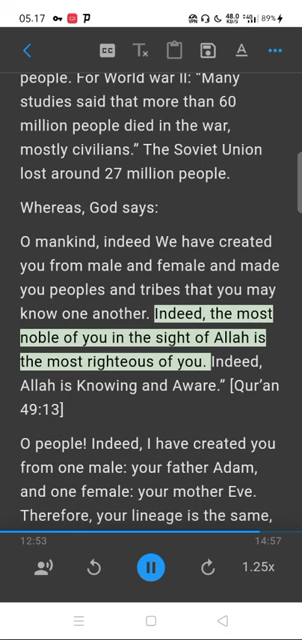 05.17
48.0 KB/S
4G
89%
CC
people. For World war II: “Many
studies said that more than 60
million people died in the war,
mostly civilians.” The Soviet Union
lost around 27 million people.
Whereas, God says:
O mankind, indeed We have created
you from male and female and made
you peoples and tribes that you may
know one another. Indeed, the most
noble of you in the sight of Allah is
the most righteous of you. Indeed,
Allah is Knowing and Aware.” [Qur’an
49:13]
O people! Indeed, I have created you
from one male: your father Adam,
and one female: your mother Eve.
Therefore, your lineage is the same,
12:53
14:57
1.25x